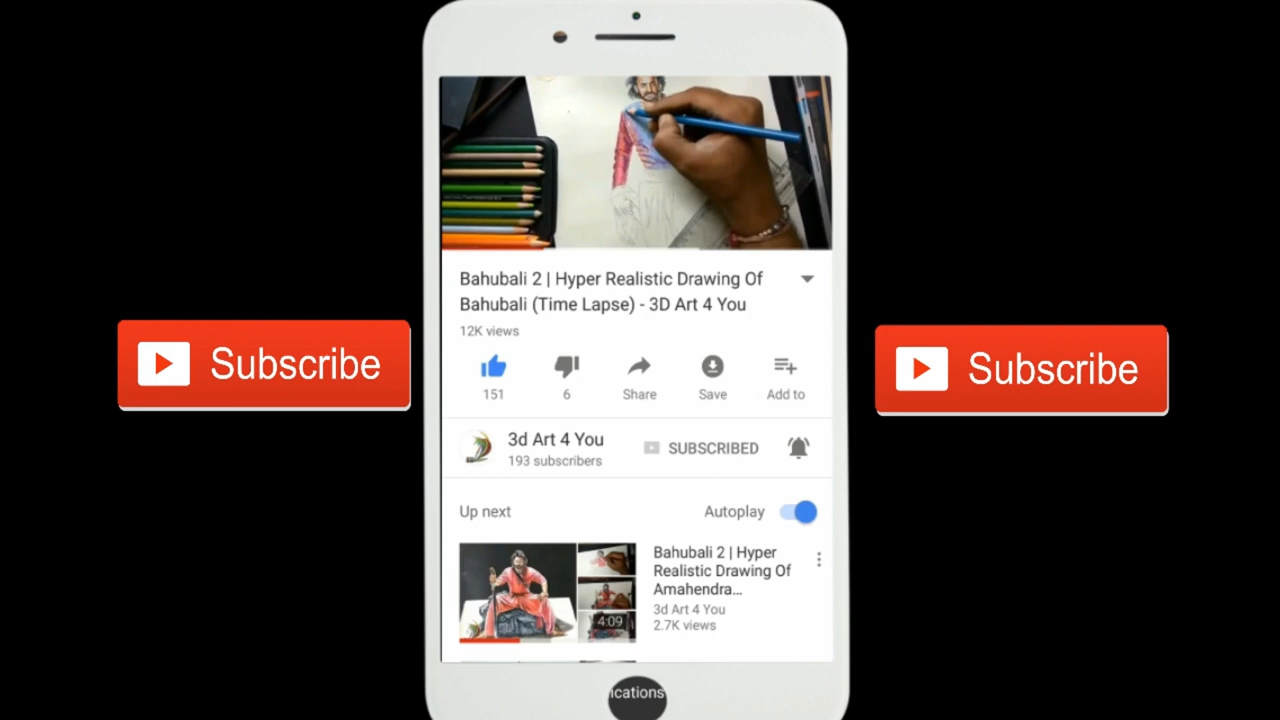 Bahubali 2 | Hyper Realistic Drawing Of
Bahubali (Time Lapse) - 3D Art 4 You
12K views
151
6
Share
Save
Add to
Subscribe
Subscribe
3d Art 4 You
193 subscribers
SUBSCRIBED
Up next
Autoplay
Bahubali 2 | Hyper
Realistic Drawing Of
Amahendra...
3d Art 4 You
2.7K views
4:09
ications